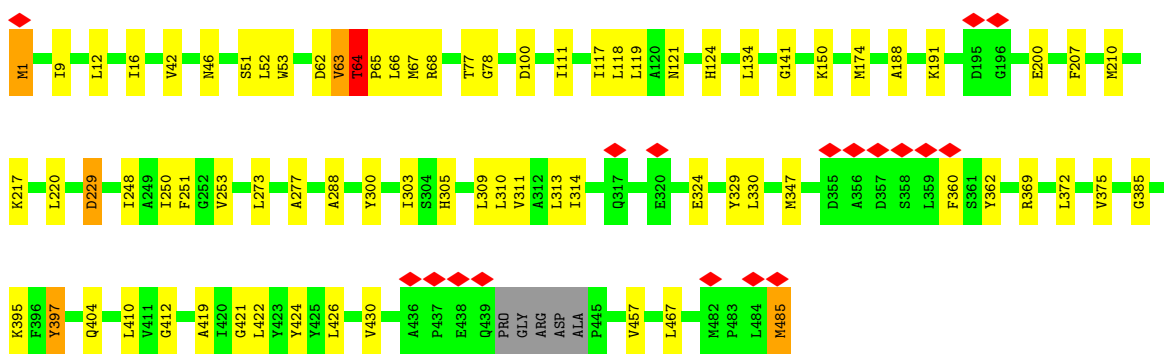 M1 I9 L12 I16 V42 N46 S51 L52 W53 D62 V63 T64 P65 L66 M67 R68 T77 G78 D100 I111 I117 L118 L119 A120 N121 H124 L134 G141 K150 M174 A188 K191 D195 G196 E200 F207 M210
K217 L220 D229 I248 A249 I250 F251 G252 V253 L273 A277 A288 Y300 I303 S304 H305 L309 L310 V311 A312 L313 I314 Q317 E320 E324 Y329 L330 M347 D355 A356 D357 S358 L359 F360 S361 Y362 R369 L372 V375 G385
K395 F396 Y397 Q404 L410 V411 G412 A419 I420 G421 L422 Y423 Y424 Y425 L426 V430 A436 P437 E438 Q439 PRO GLY ARG ASP ALA P445 V457 L467 M482 P483 L484 M485